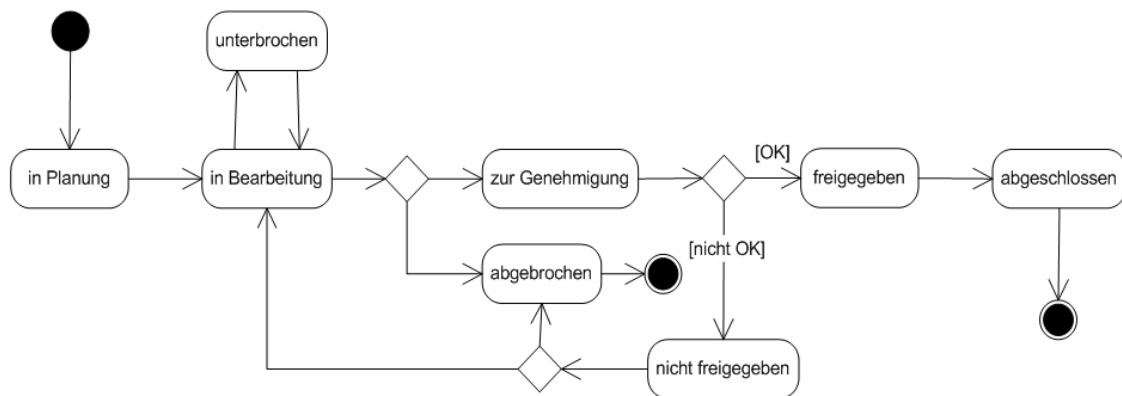 unterbrochen
in Planung
in Bearbeitung
zur Genehmigung
[OK]
freigegeben
abgeschlossen
[nicht OK]
abgebrochen
nicht freigegeben